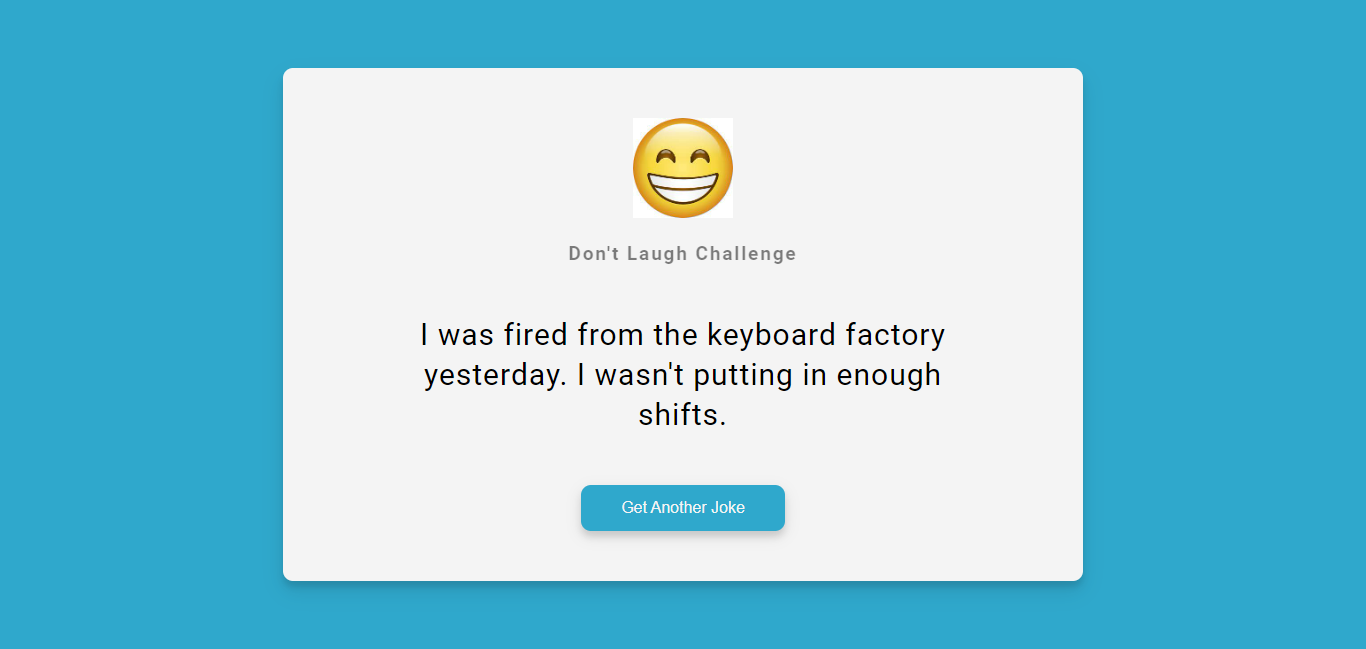 Don't Laugh Challenge
I was fired from the keyboard factory
yesterday. I wasn't putting in enough
shifts.
Get Another Joke